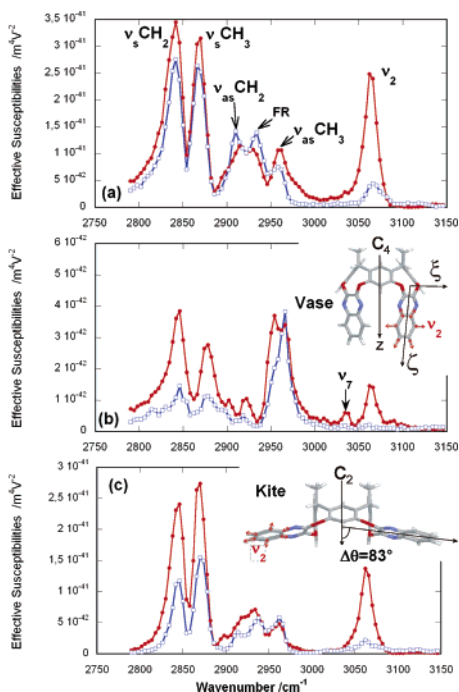 3,5 10⁻⁴¹
3 10⁻⁴¹
2,5 10⁻⁴¹
2 10⁻⁴¹
1,5 10⁻⁴¹
1 10⁻⁴¹
5 10⁻⁴²
0
Effective Susceptibilities /m⁴V⁻²
νₛCH₂
νₛCH₃
νₐₛCH₂
FR
νₐₛCH₃
ν₂
(a)
2750 2800 2850 2900 2950 3000 3050 3100 3150
6 10⁻⁴²
5 10⁻⁴²
4 10⁻⁴²
3 10⁻⁴²
2 10⁻⁴²
1 10⁻⁴²
0
Effective Susceptibilities /m⁴V⁻²
C₄
Vase
ξ
ν₂
z
ζ
ν₇
(b)
2750 2800 2850 2900 2950 3000 3050 3100 3150
3 10⁻⁴¹
2,5 10⁻⁴¹
2 10⁻⁴¹
1,5 10⁻⁴¹
1 10⁻⁴¹
5 10⁻⁴²
0
Effective Susceptibilities /m⁴V⁻²
(c)
Kite
C₂
ν₂
Δθ=83°
2750 2800 2850 2900 2950 3000 3050 3100 3150
Wavenumber /cm⁻¹